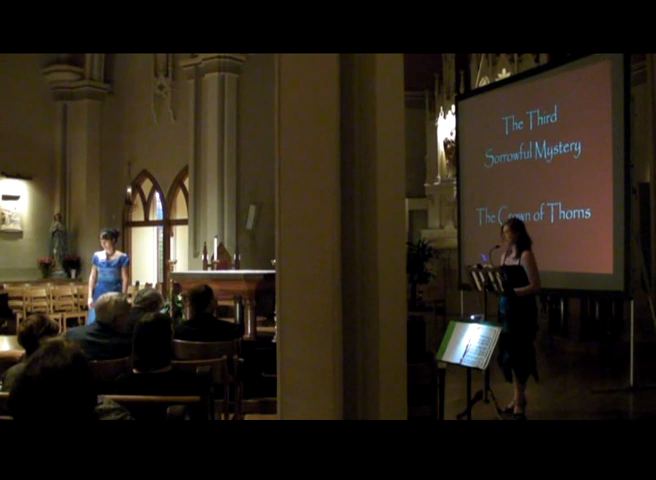 The Third
Sorrowful Mystery
The Crown of Thorns